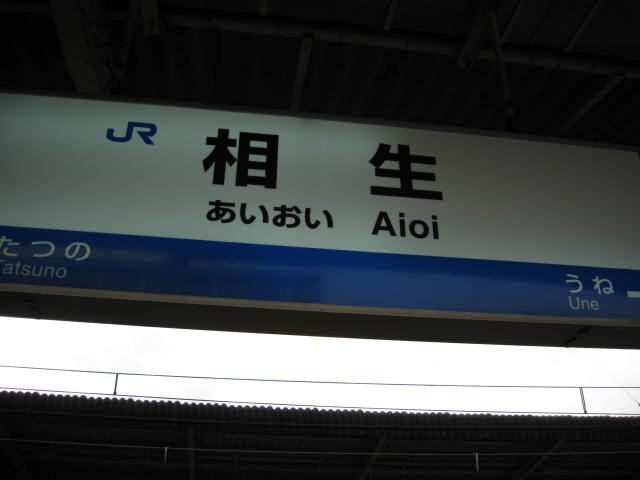 JR 相生
あいおい Aioi
たつの うね
Tatsuno Une